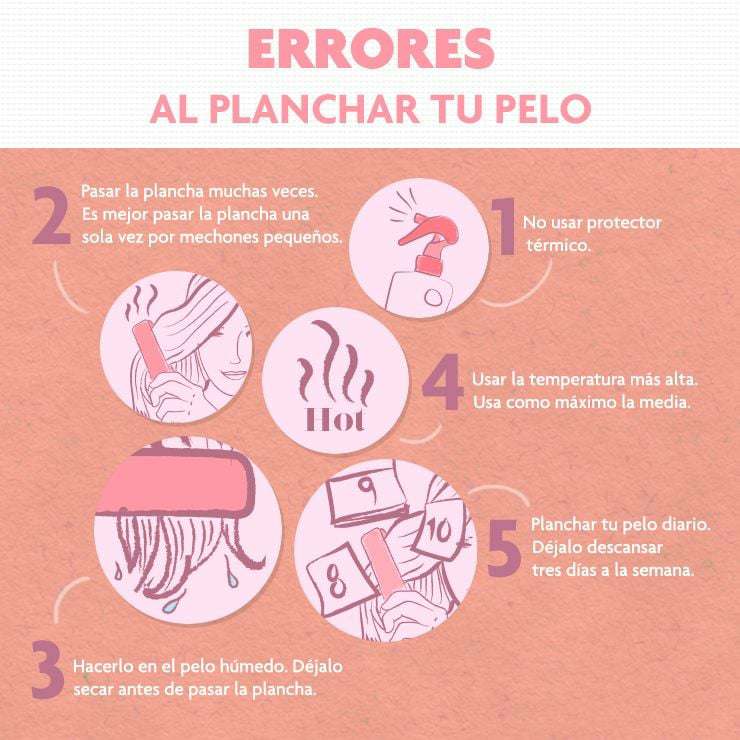 ERRORES
AL PLANCHAR TU PELO
1
No usar protector
térmico.
2
Pasar la plancha muchas veces.
Es mejor pasar la plancha una
sola vez por mechones pequeños.
3
Hacerlo en el pelo húmedo. Déjalo
secar antes de pasar la plancha.
Hot
4
Usar la temperatura más alta.
Usa como máximo la media.
9
10
8
5
Planchar tu pelo diario.
Déjalo descansar
tres días a la semana.